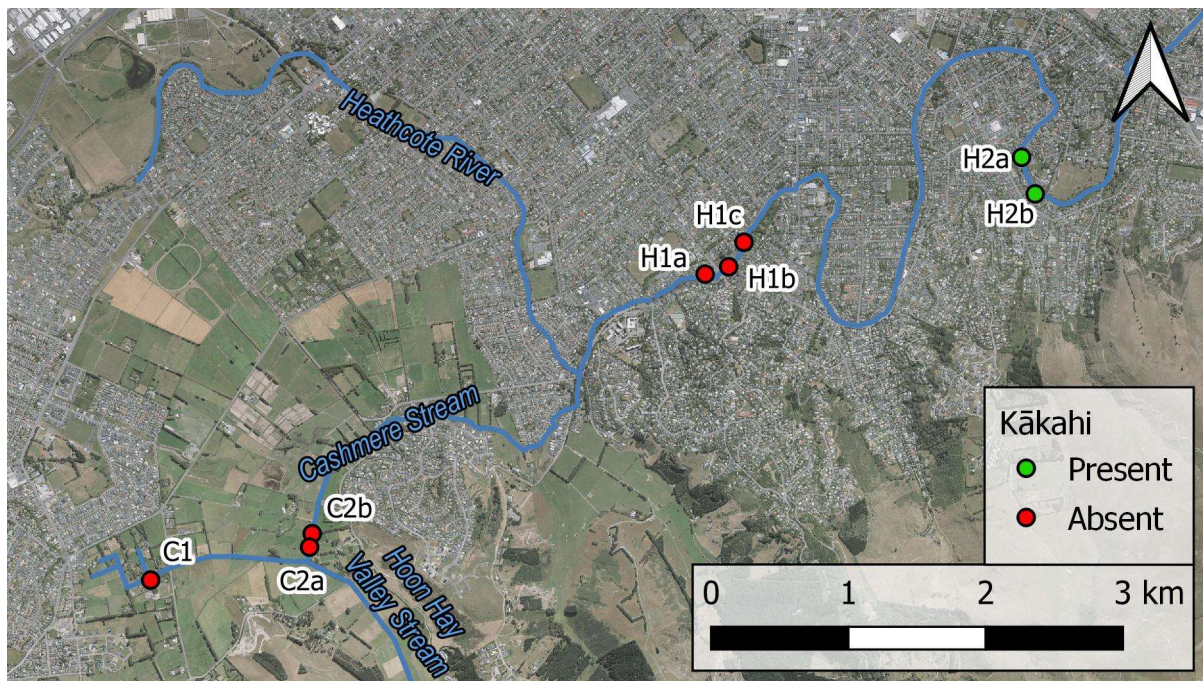 Heathcote River
H2a
H2b
H1c
H1a
H1b
Cashmere Stream
C2b
C1
C2a
Hoon Hay
Valley Stream
Kākahi
Present
Absent
0 1 2 3 km